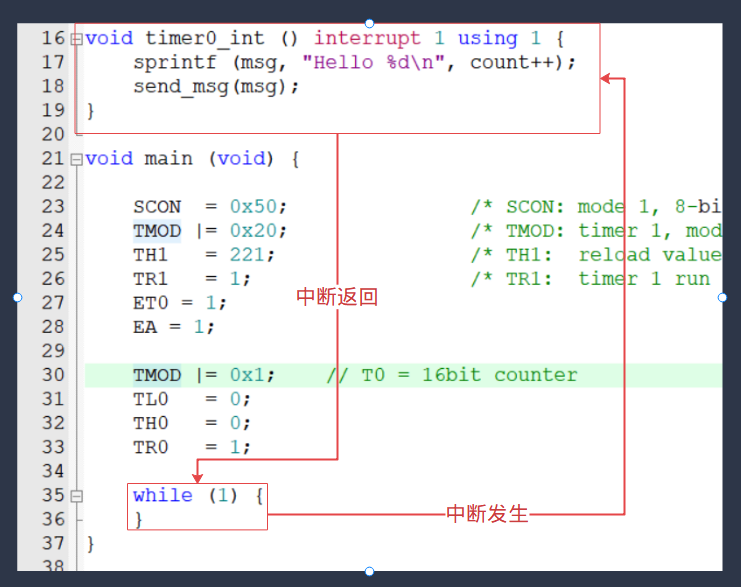 16 void timer0_int () interrupt 1 using 1 {
17 sprintf (msg, "Hello %d\n", count++);
18 send_msg(msg);
19 }
20
21 void main (void) {
22
23 SCON = 0x50; /* SCON: mode 1, 8-bi
24 TMOD |= 0x20; /* TMOD: timer 1, mod
25 TH1 = 221; /* TH1: reload value
26 TR1 = 1; /* TR1: timer 1 run
中断返回
27 ET0 = 1;
28 EA = 1;
29
30 TMOD |= 0x1; // T0 = 16bit counter
31 TL0 = 0;
32 TH0 = 0;
33 TR0 = 1;
34
35 while (1) {
36 }
中断发生
37 }
38